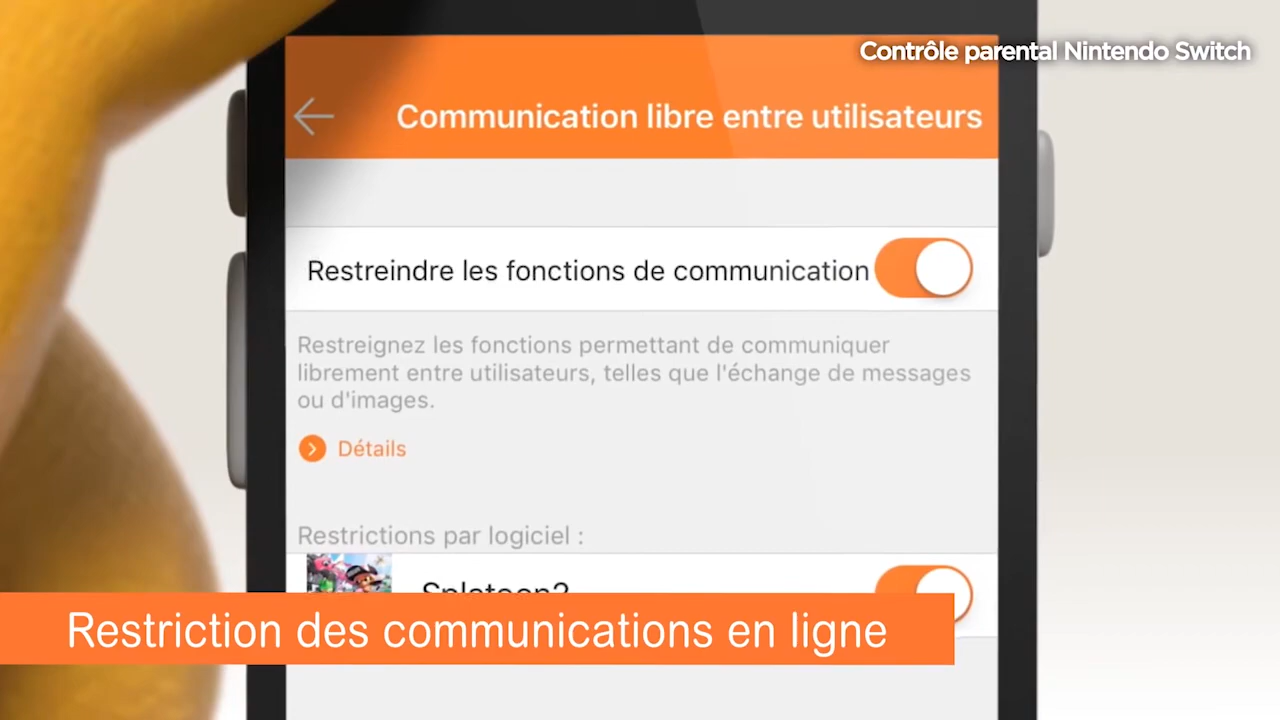 Contrôle parental Nintendo Switch
Communication libre entre utilisateurs
Restreindre les fonctions de communication
Restreignez les fonctions permettant de communiquer
librement entre utilisateurs, telles que l'échange de messages
ou d'images.
Détails
Restrictions par logiciel :
Splatoon2
Restriction des communications en ligne